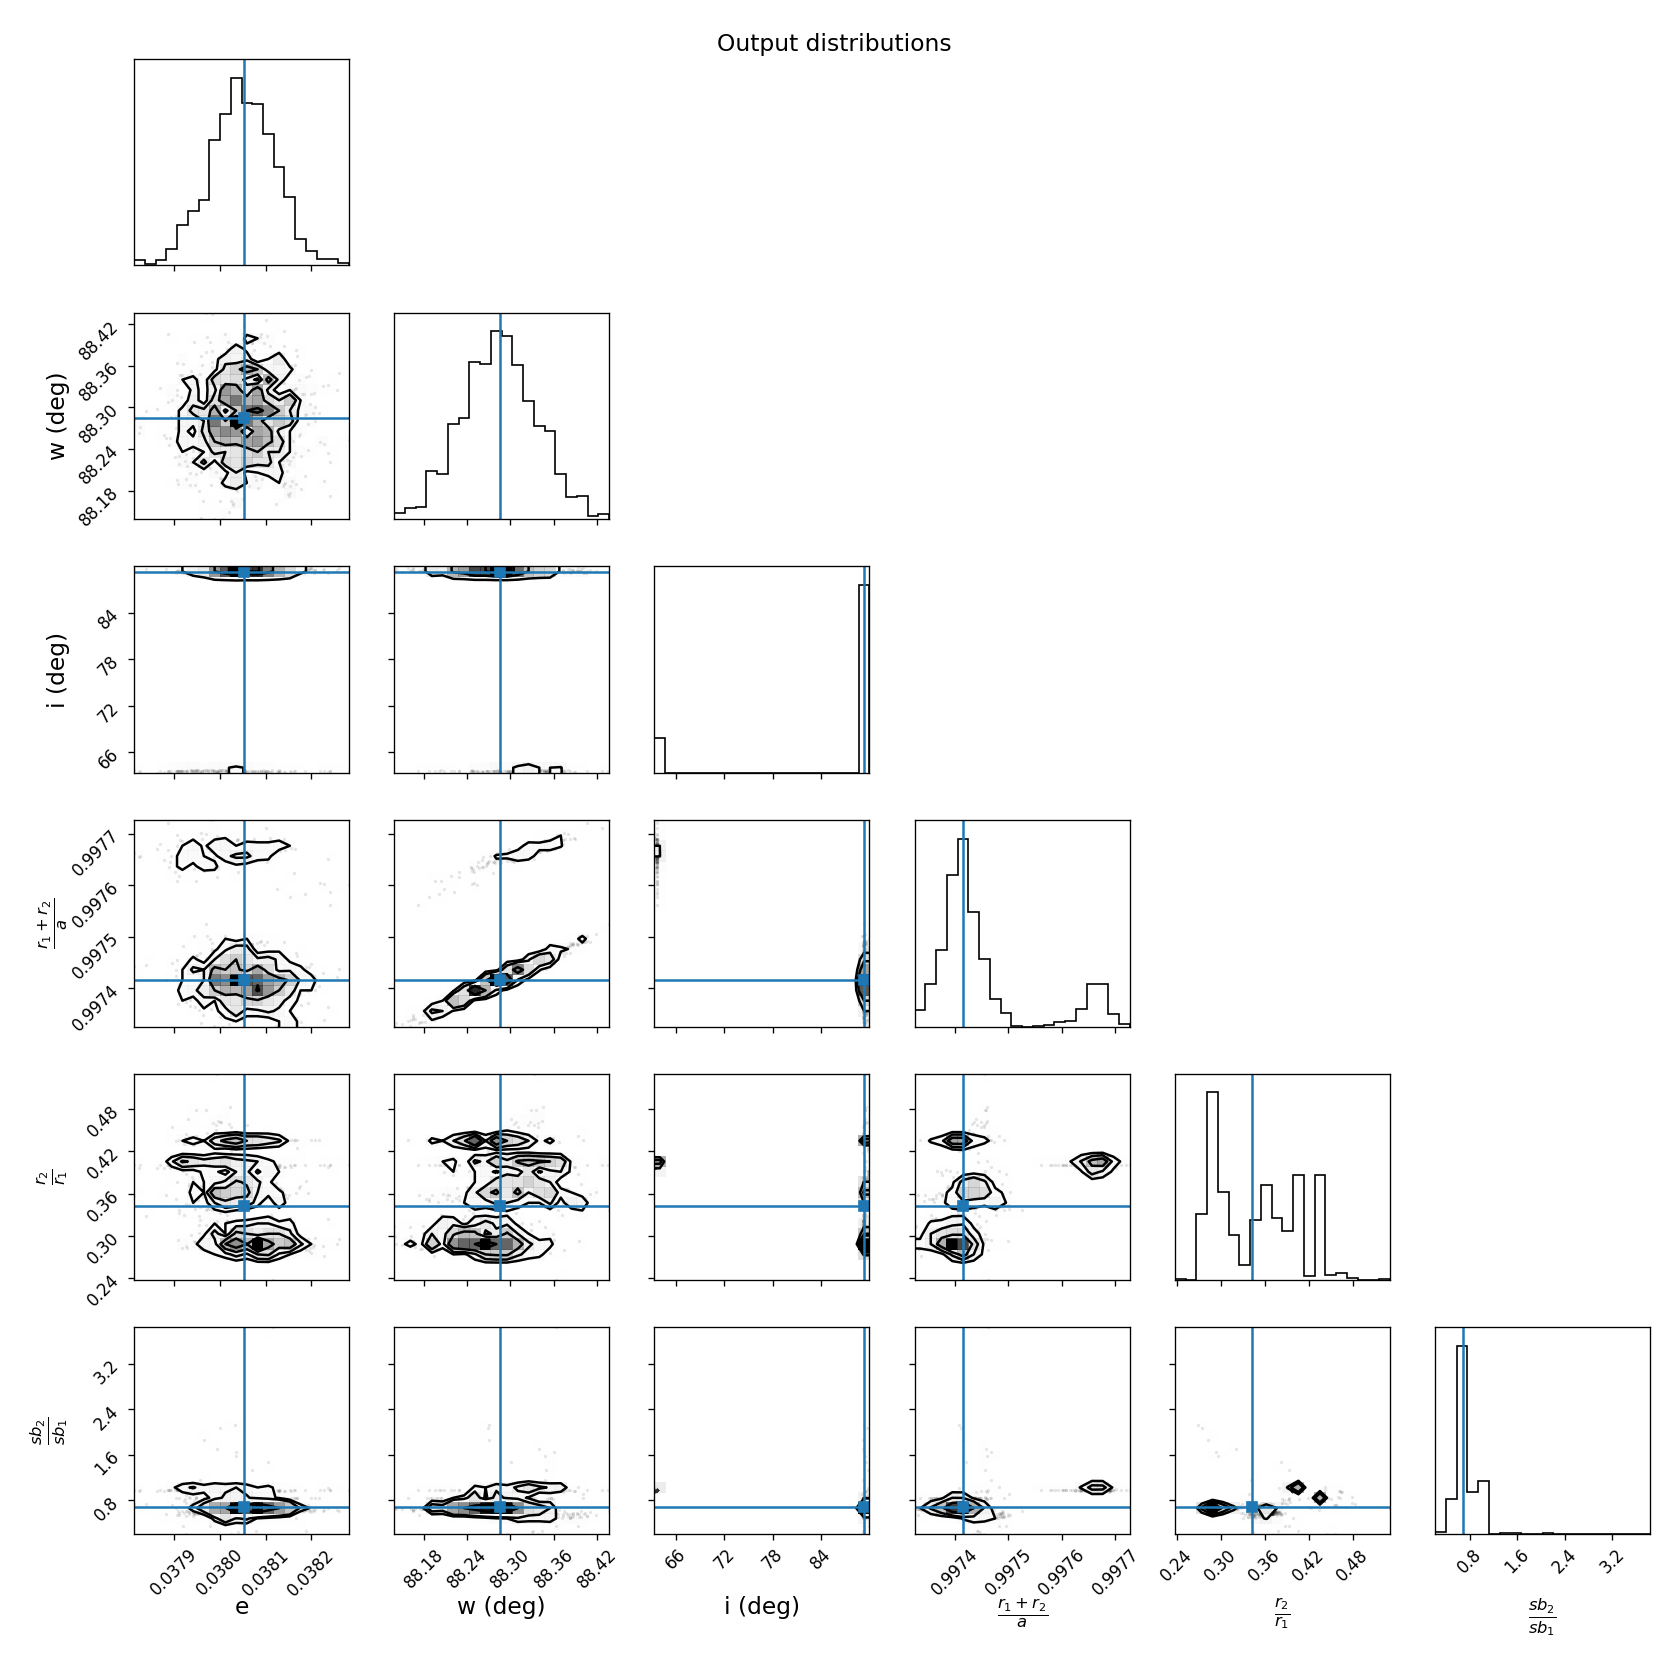 Output distributions
w (deg)
88.42
88.36
88.30
88.24
88.18
i (deg)
84
78
72
66
r₁ + r₂
a
0.9977
0.9976
0.9975
0.9974
r₂
r₁
0.48
0.42
0.36
0.30
0.24
sb₂
sb₁
3.2
2.4
1.6
0.8
0.0379 0.0380 0.0381 0.0382
88.18 88.24 88.30 88.36 88.42
66 72 78 84
0.9974 0.9975 0.9976 0.9977
0.24 0.30 0.36 0.42 0.48
0.8 1.6 2.4 3.2
e
w (deg)
i (deg)
r₁ + r₂
a
r₂
r₁
sb₂
sb₁